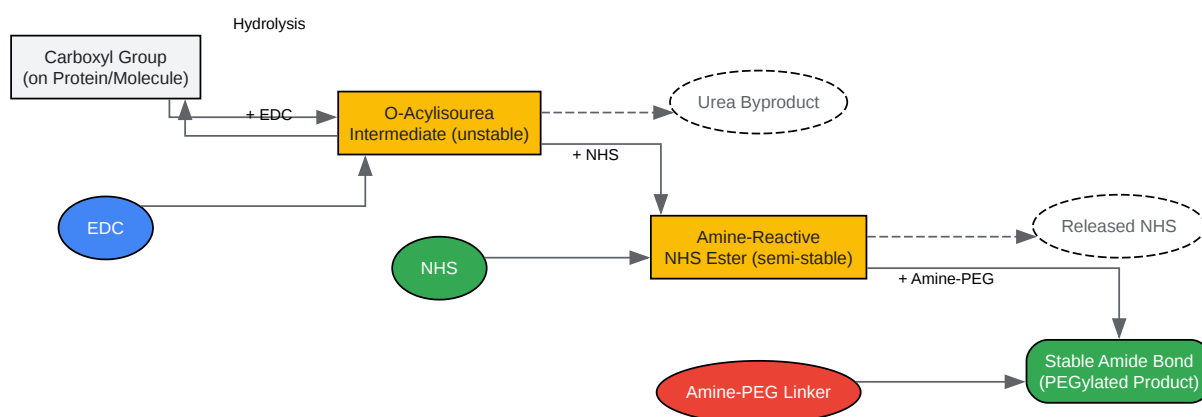 Hydrolysis
Carboxyl Group
(on Protein/Molecule)
+ EDC
O-Acylisourea
Intermediate (unstable)
Urea Byproduct
+ NHS
EDC
NHS
Amine-Reactive
NHS Ester (semi-stable)
Released NHS
+ Amine-PEG
Stable Amide Bond
(PEGylated Product)
Amine-PEG Linker